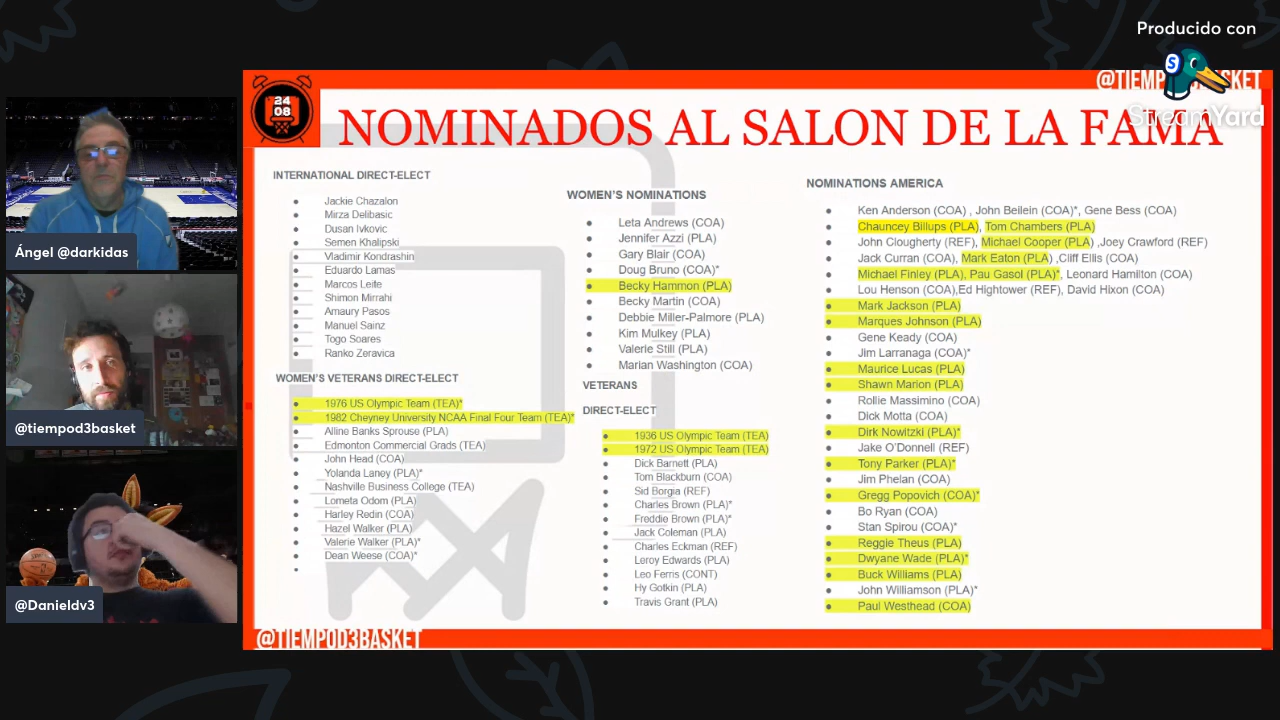 Producido con
StreamYard
@TIEMPOD3BASKET
24
08
NOMINADOS AL SALON DE LA FAMA
INTERNATIONAL DIRECT-ELECT
Jackie Chazalon
Mirza Delibasic
Dusan Ivkovic
Semen Khalipski
Vladimir Kondrashin
Eduardo Lamas
Marcos Leite
Shimon Mirrahi
Amaury Pasos
Manuel Sainz
Togo Soares
Ranko Zeravica
WOMEN'S VETERANS DIRECT-ELECT
1976 US Olympic Team (TEA)*
1982 Cheyney University NCAA Final Four Team (TEA)*
Alline Banks Sprouse (PLA)
Edmonton Commercial Grads (TEA)
John Head (COA)
Yolanda Laney (PLA)*
Nashville Business College (TEA)
Lometa Odom (PLA)
Harley Redin (COA)
Hazel Walker (PLA)
Valerie Walker (PLA)*
Dean Weese (COA)*
WOMEN'S NOMINATIONS
Leta Andrews (COA)
Jennifer Azzi (PLA)
Gary Blair (COA)
Doug Bruno (COA)*
Becky Hammon (PLA)
Becky Martin (COA)
Debbie Miller-Palmore (PLA)
Kim Mulkey (PLA)
Valerie Still (PLA)
Marian Washington (COA)
VETERANS
DIRECT-ELECT
1936 US Olympic Team (TEA)
1972 US Olympic Team (TEA)
Dick Barnett (PLA)
Tom Blackburn (COA)
Sid Borgia (REF)
Charles Brown (PLA)*
Freddie Brown (PLA)*
Jack Coleman (PLA)
Charles Eckman (REF)
Leroy Edwards (PLA)
Leo Ferris (CONT)
Hy Gotkin (PLA)
Travis Grant (PLA)
NOMINATIONS AMERICA
Ken Anderson (COA) , John Beilein (COA)*, Gene Bess (COA)
Chauncey Billups (PLA), Tom Chambers (PLA)
John Clougherty (REF), Michael Cooper (PLA) ,Joey Crawford (REF)
Jack Curran (COA), Mark Eaton (PLA) ,Cliff Ellis (COA)
Michael Finley (PLA), Pau Gasol (PLA)*, Leonard Hamilton (COA)
Lou Henson (COA),Ed Hightower (REF), David Hixon (COA)
Mark Jackson (PLA)
Marques Johnson (PLA)
Gene Keady (COA)
Jim Larranaga (COA)*
Maurice Lucas (PLA)
Shawn Marion (PLA)
Rollie Massimino (COA)
Dick Motta (COA)
Dirk Nowitzki (PLA)*
Jake O'Donnell (REF)
Tony Parker (PLA)*
Jim Phelan (COA)
Gregg Popovich (COA)*
Bo Ryan (COA)
Stan Spirou (COA)*
Reggie Theus (PLA)
Dwyane Wade (PLA)*
Buck Williams (PLA)
John Williamson (PLA)*
Paul Westhead (COA)
@TIEMPOD3BASKET
Ángel @darkidas
@tiempod3basket
@Danieldv3